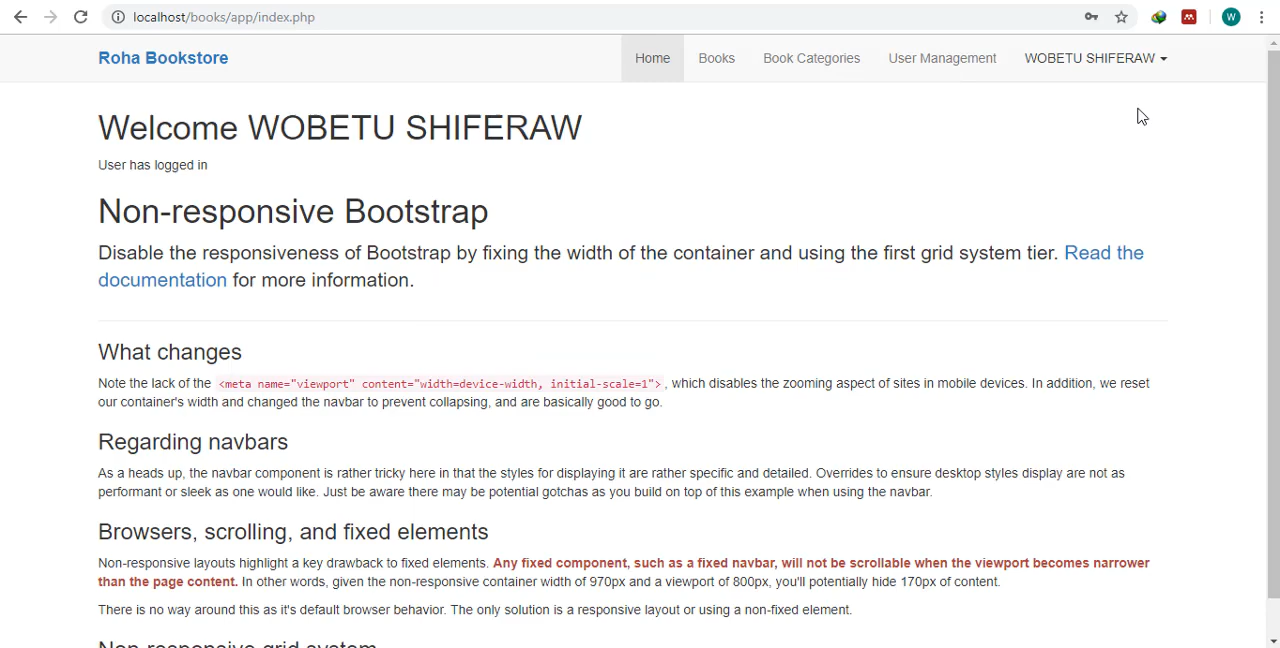 localhost/books/app/index.php
W
Roha Bookstore
Home
Books
Book Categories
User Management
WOBETU SHIFERAW
Welcome WOBETU SHIFERAW
User has logged in
Non-responsive Bootstrap
Disable the responsiveness of Bootstrap by fixing the width of the container and using the first grid system tier. Read the
documentation for more information.
What changes
Note the lack of the <meta name="viewport" content="width=device-width, initial-scale=1">, which disables the zooming aspect of sites in mobile devices. In addition, we reset
our container's width and changed the navbar to prevent collapsing, and are basically good to go.
Regarding navbars
As a heads up, the navbar component is rather tricky here in that the styles for displaying it are rather specific and detailed. Overrides to ensure desktop styles display are not as
performant or sleek as one would like. Just be aware there may be potential gotchas as you build on top of this example when using the navbar.
Browsers, scrolling, and fixed elements
Non-responsive layouts highlight a key drawback to fixed elements. Any fixed component, such as a fixed navbar, will not be scrollable when the viewport becomes narrower
than the page content. In other words, given the non-responsive container width of 970px and a viewport of 800px, you'll potentially hide 170px of content.
There is no way around this as it's default browser behavior. The only solution is a responsive layout or using a non-fixed element.
Non-responsive grid system